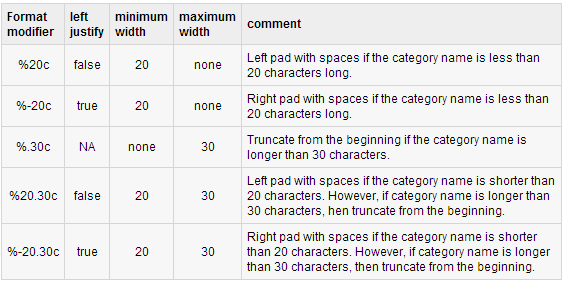 Format modifier left justify minimum width maximum width comment
%20c false 20 none Left pad with spaces if the category name is less than
20 characters long.
%-20c true 20 none Right pad with spaces if the category name is less than
20 characters long.
%.30c NA none 30 Truncate from the beginning if the category name is
longer than 30 characters.
%20.30c false 20 30 Left pad with spaces if the category name is shorter than
20 characters. However, if category name is longer than
30 characters, hen truncate from the beginning.
%-20.30c true 20 30 Right pad with spaces if the category name is shorter
than 20 characters. However, if category name is longer
than 30 characters, then truncate from the beginning.